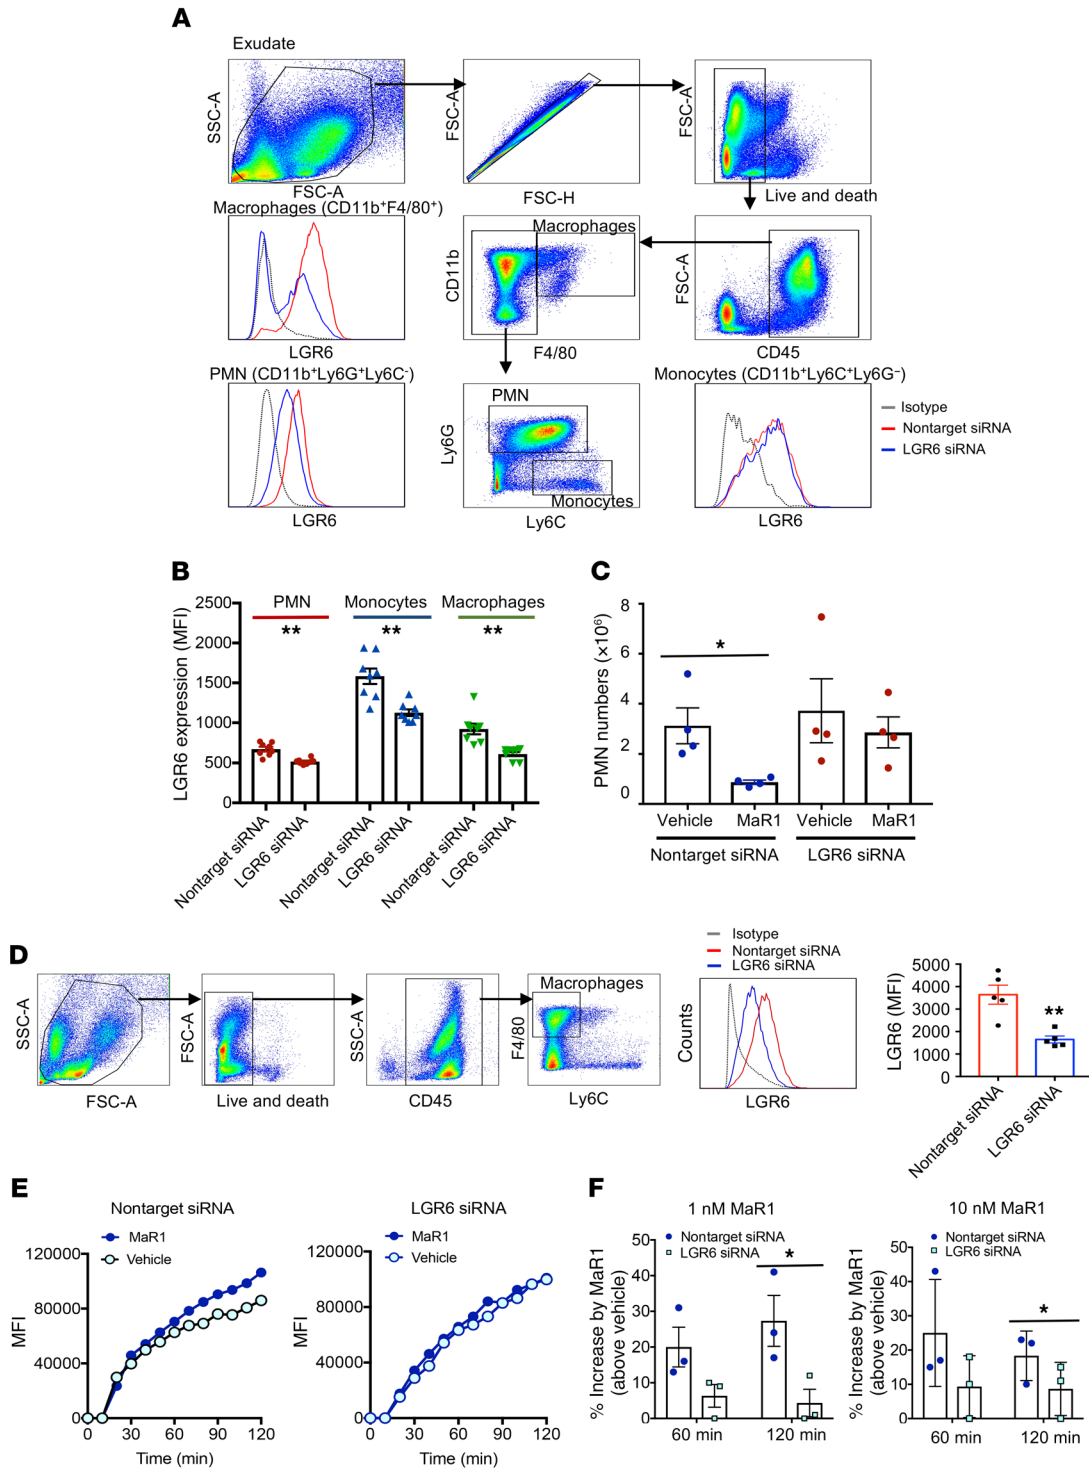 A
Exudate
SSC-A
FSC-A
FSC-A
FSC-H
FSC-A
Live and death
Macrophages (CD11b+F4/80+)
LGR6
CD11b
Macrophages
F4/80
FSC-A
CD45
PMN (CD11b+Ly6G+Ly6C-)
LGR6
Ly6G
PMN
Monocytes
Ly6C
Monocytes (CD11b+Ly6C+Ly6G–)
LGR6
Isotype
Nontarget siRNA
LGR6 siRNA
B
LGR6 expression (MFI)
2500
2000
1500
1000
500
0
PMN
Monocytes
Macrophages
**
**
**
Nontarget siRNA
LGR6 siRNA
Nontarget siRNA
LGR6 siRNA
Nontarget siRNA
LGR6 siRNA
C
PMN numbers (×10⁶)
8
6
4
2
0
*
Vehicle
MaR1
Vehicle
MaR1
Nontarget siRNA
LGR6 siRNA
D
SSC-A
FSC-A
FSC-A
Live and death
SSC-A
CD45
Macrophages
F4/80
Ly6C
Isotype
Nontarget siRNA
LGR6 siRNA
Counts
LGR6
LGR6 (MFI)
5000
4000
3000
2000
1000
0
**
Nontarget siRNA
LGR6 siRNA
E
Nontarget siRNA
MaR1
Vehicle
MFI
120000
80000
40000
0
0 30 60 90 120
Time (min)
LGR6 siRNA
MaR1
Vehicle
MFI
120000
80000
40000
0
0 30 60 90 120
Time (min)
F
1 nM MaR1
Nontarget siRNA
LGR6 siRNA
% Increase by MaR1
(above vehicle)
50
40
30
20
10
0
*
60 min
120 min
10 nM MaR1
Nontarget siRNA
LGR6 siRNA
% Increase by MaR1
(above vehicle)
50
40
30
20
10
0
*
60 min
120 min